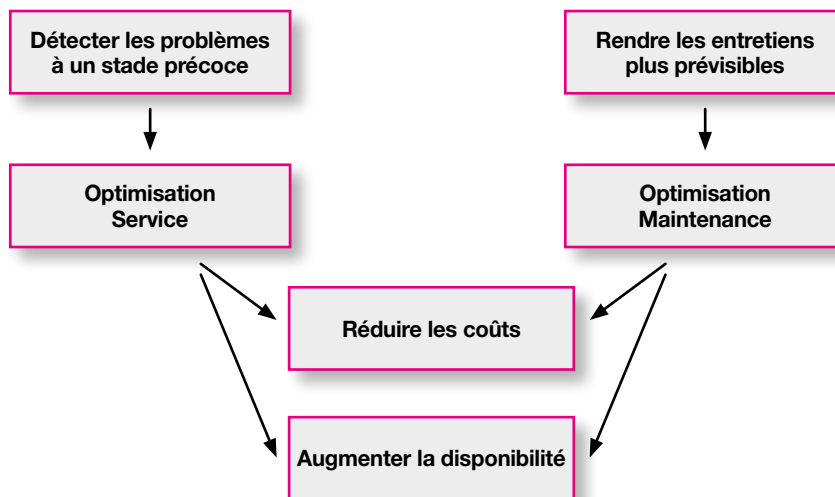 Détecter les problèmes
à un stade précoce
Rendre les entretiens
plus prévisibles
Optimisation
Service
Optimisation
Maintenance
Réduire les coûts
Augmenter la disponibilité